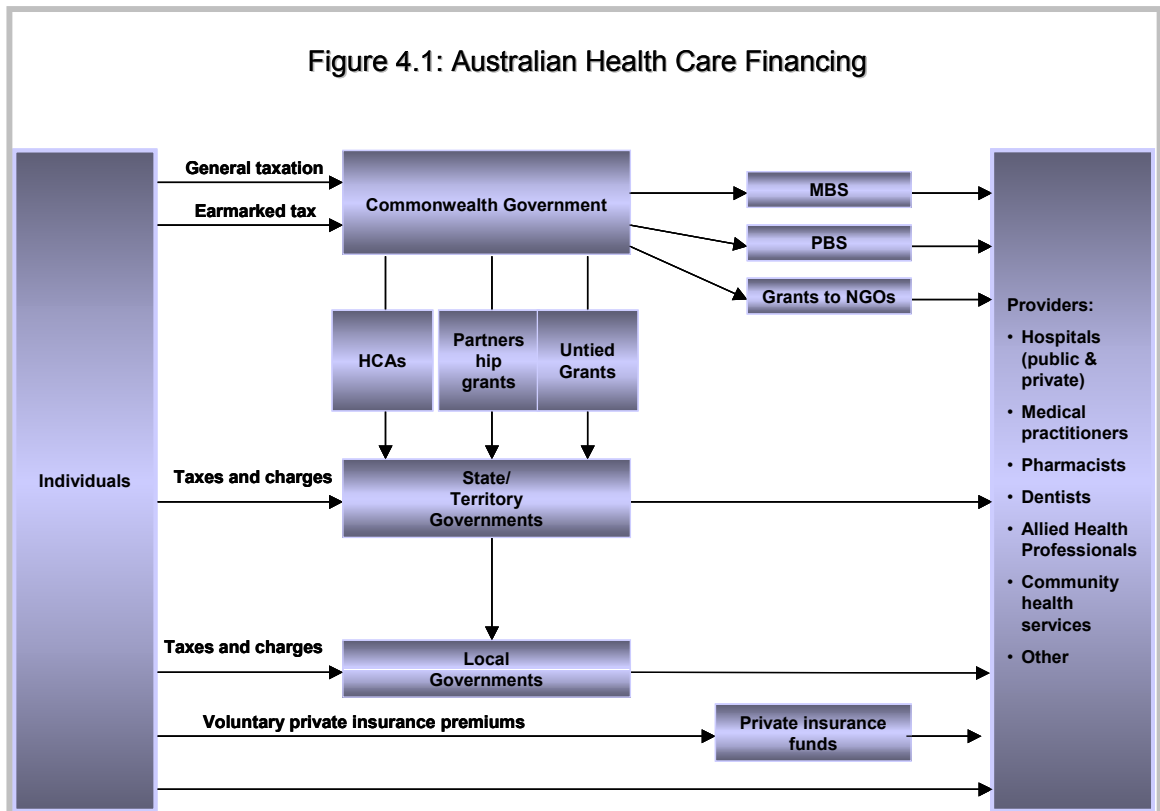 Figure 4.1: Australian Health Care Financing
General taxation
Earmarked tax
Commonwealth Government
MBS
PBS
Grants to NGOs
HCAs
Partners
hip
grants
Untied
Grants
Individuals
Taxes and charges
State/
Territory
Governments
Taxes and charges
Local
Governments
Voluntary private insurance premiums
Private insurance
funds
Providers:
• Hospitals
(public &
private)
• Medical
practitioners
• Pharmacists
• Dentists
• Allied Health
Professionals
• Community
health
services
• Other